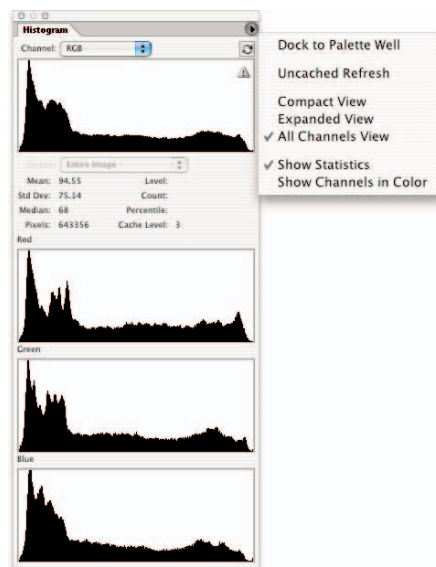 Histogram
Channel: RGB
Source: Entire Image
Mean: 94.55 Level:
Std Dev: 75.14 Count:
Median: 68 Percentile:
Pixels: 643356 Cache Level: 3
Red
Green
Blue
Dock to Palette Well
Uncached Refresh
Compact View
Expanded View
All Channels View
Show Statistics
Show Channels in Color